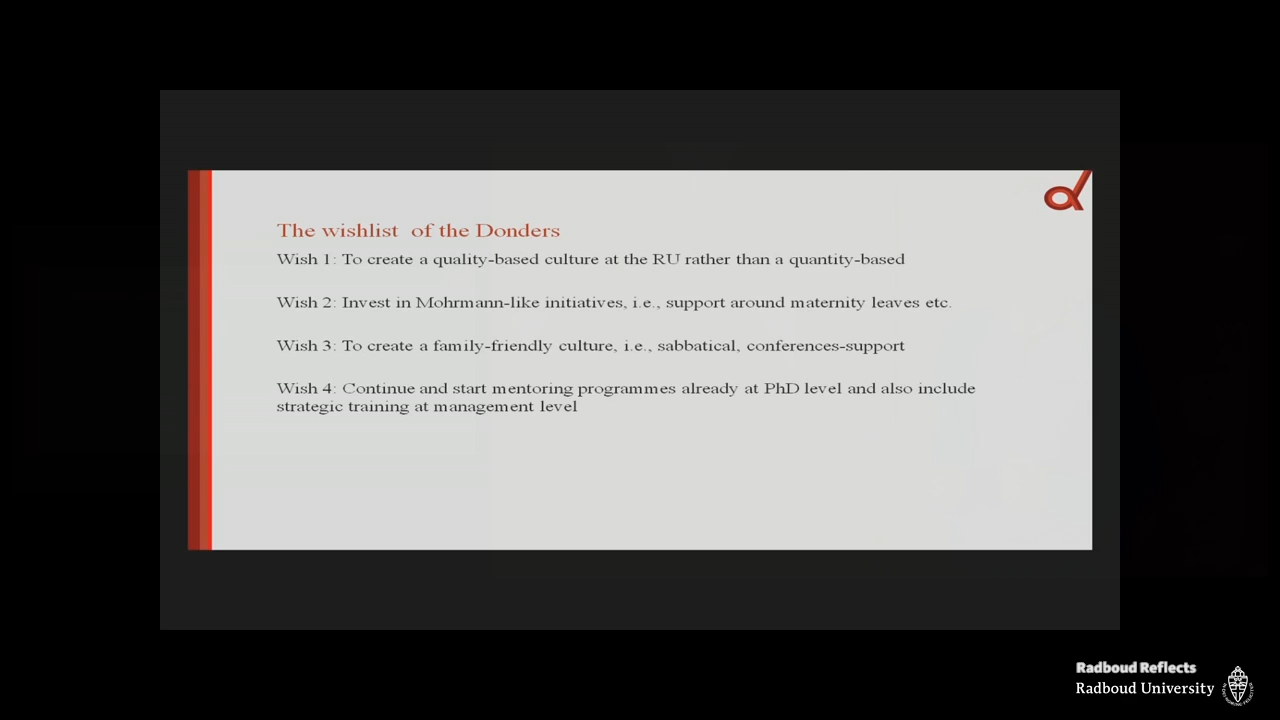 The wishlist of the Donders
Wish 1: To create a quality-based culture at the RU rather than a quantity-based
Wish 2: Invest in Mohrmann-like initiatives, i.e., support around maternity leaves etc.
Wish 3: To create a family-friendly culture, i.e., sabbatical, conferences-support
Wish 4: Continue and start mentoring programmes already at PhD level and also include
strategic training at management level
Radboud Reflects
Radboud University